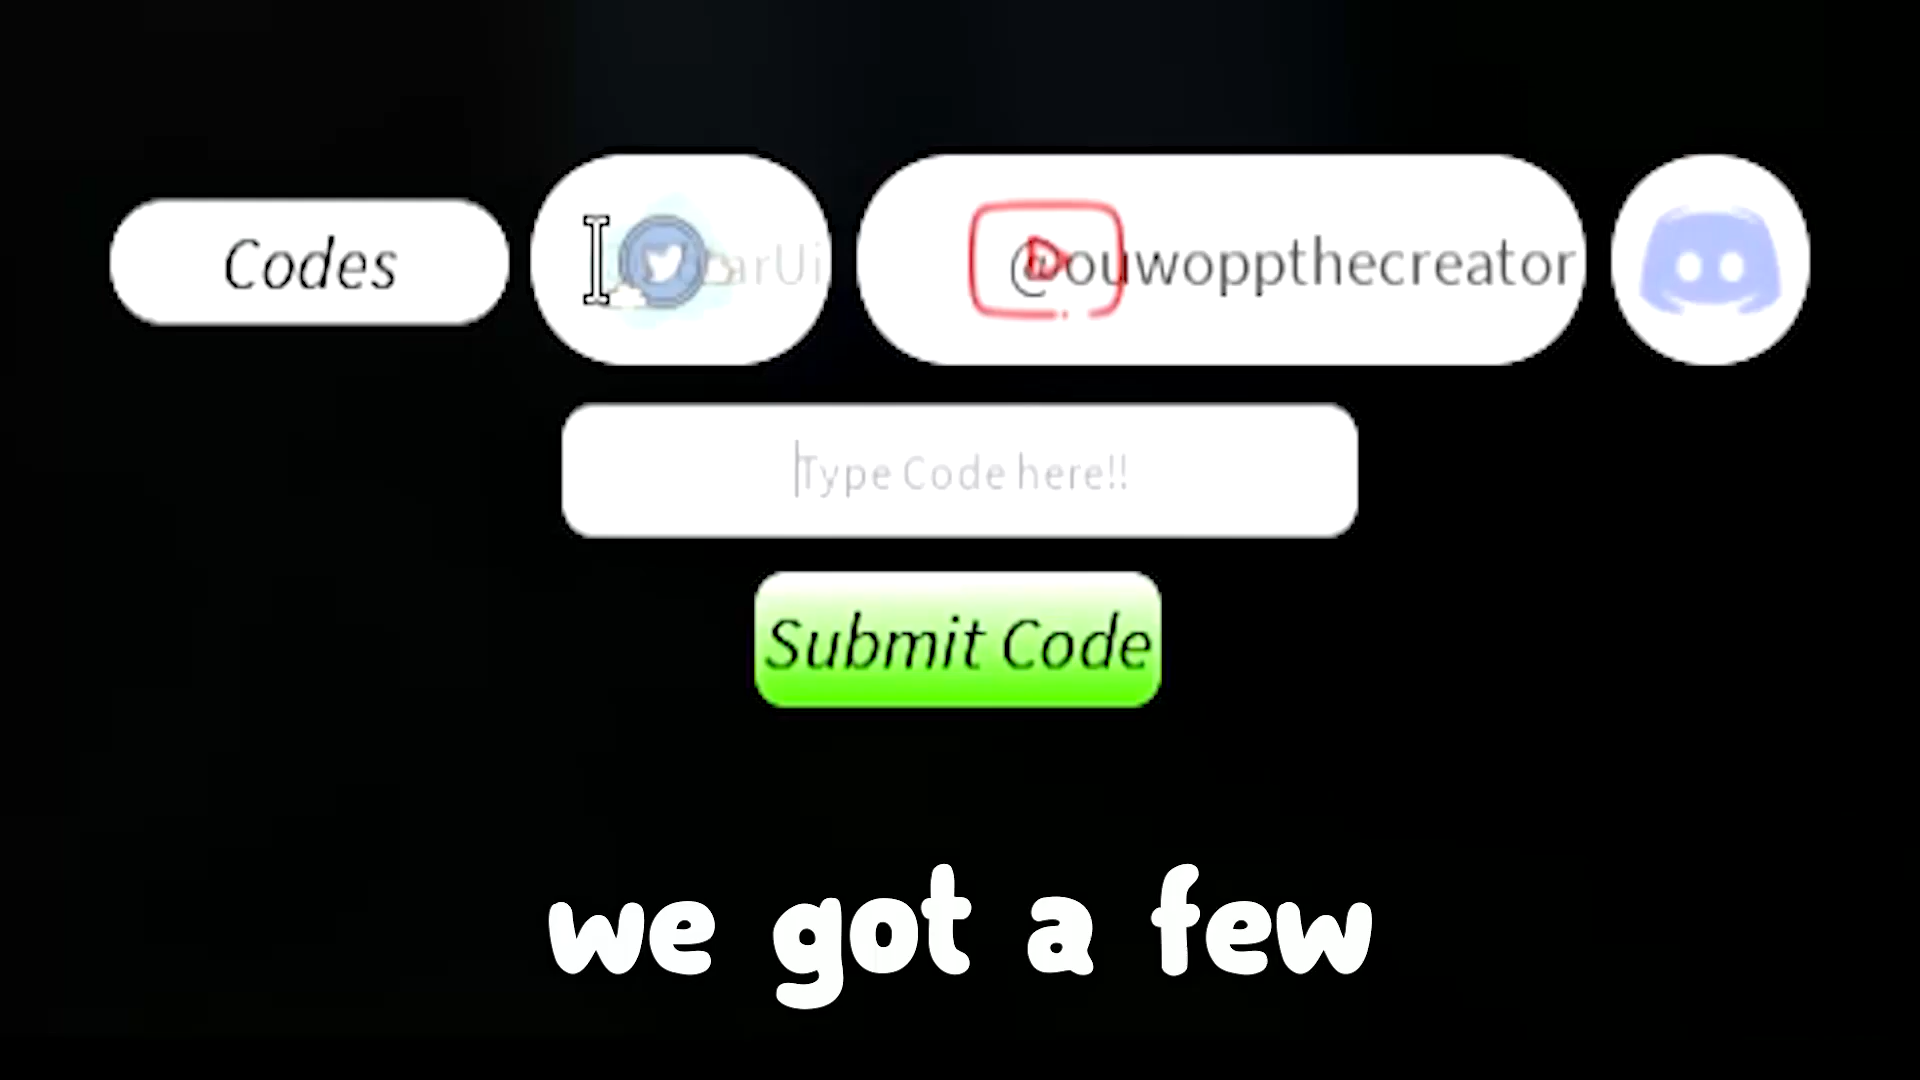 Codes
@ouwoppthecreator
Type Code here!!
Submit Code
we got a few